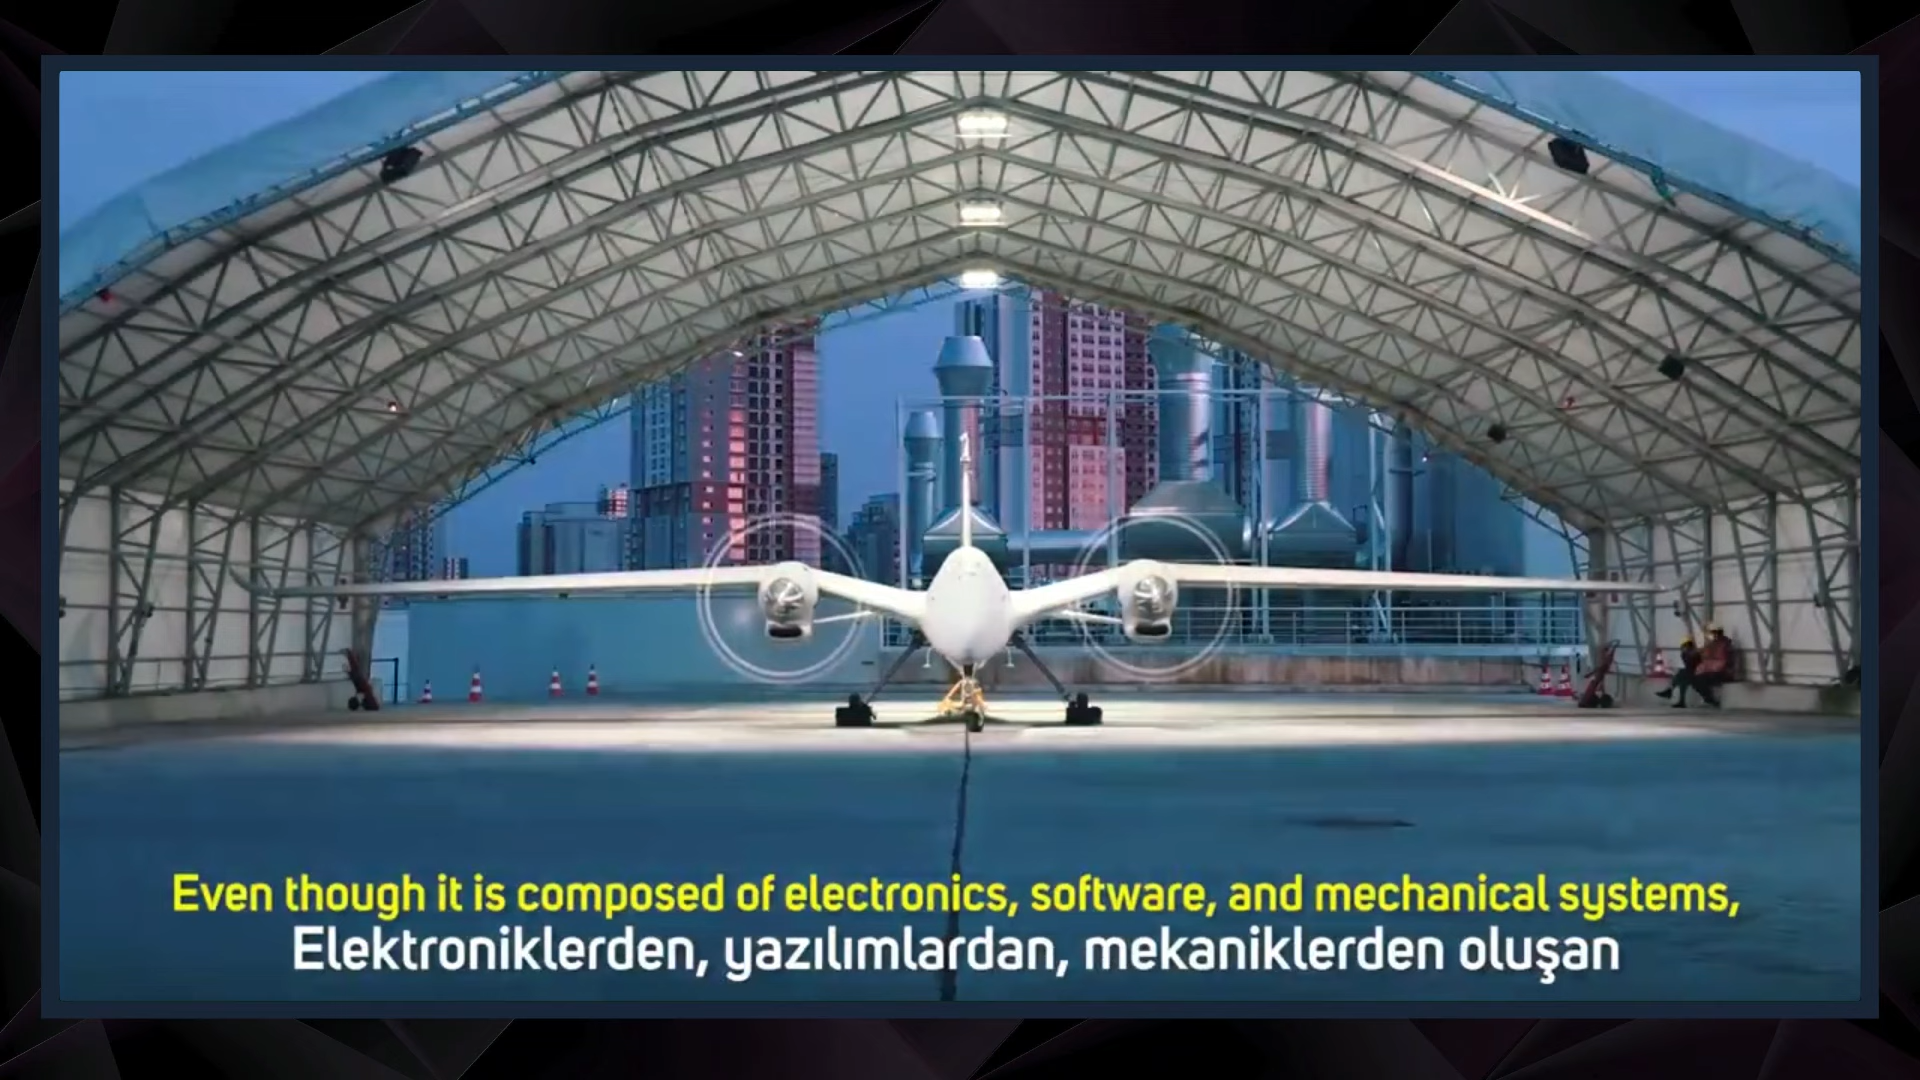 Even though it is composed of electronics, software, and mechanical systems,
Elektroniklerden, yazılımlardan, mekaniklerden oluşan